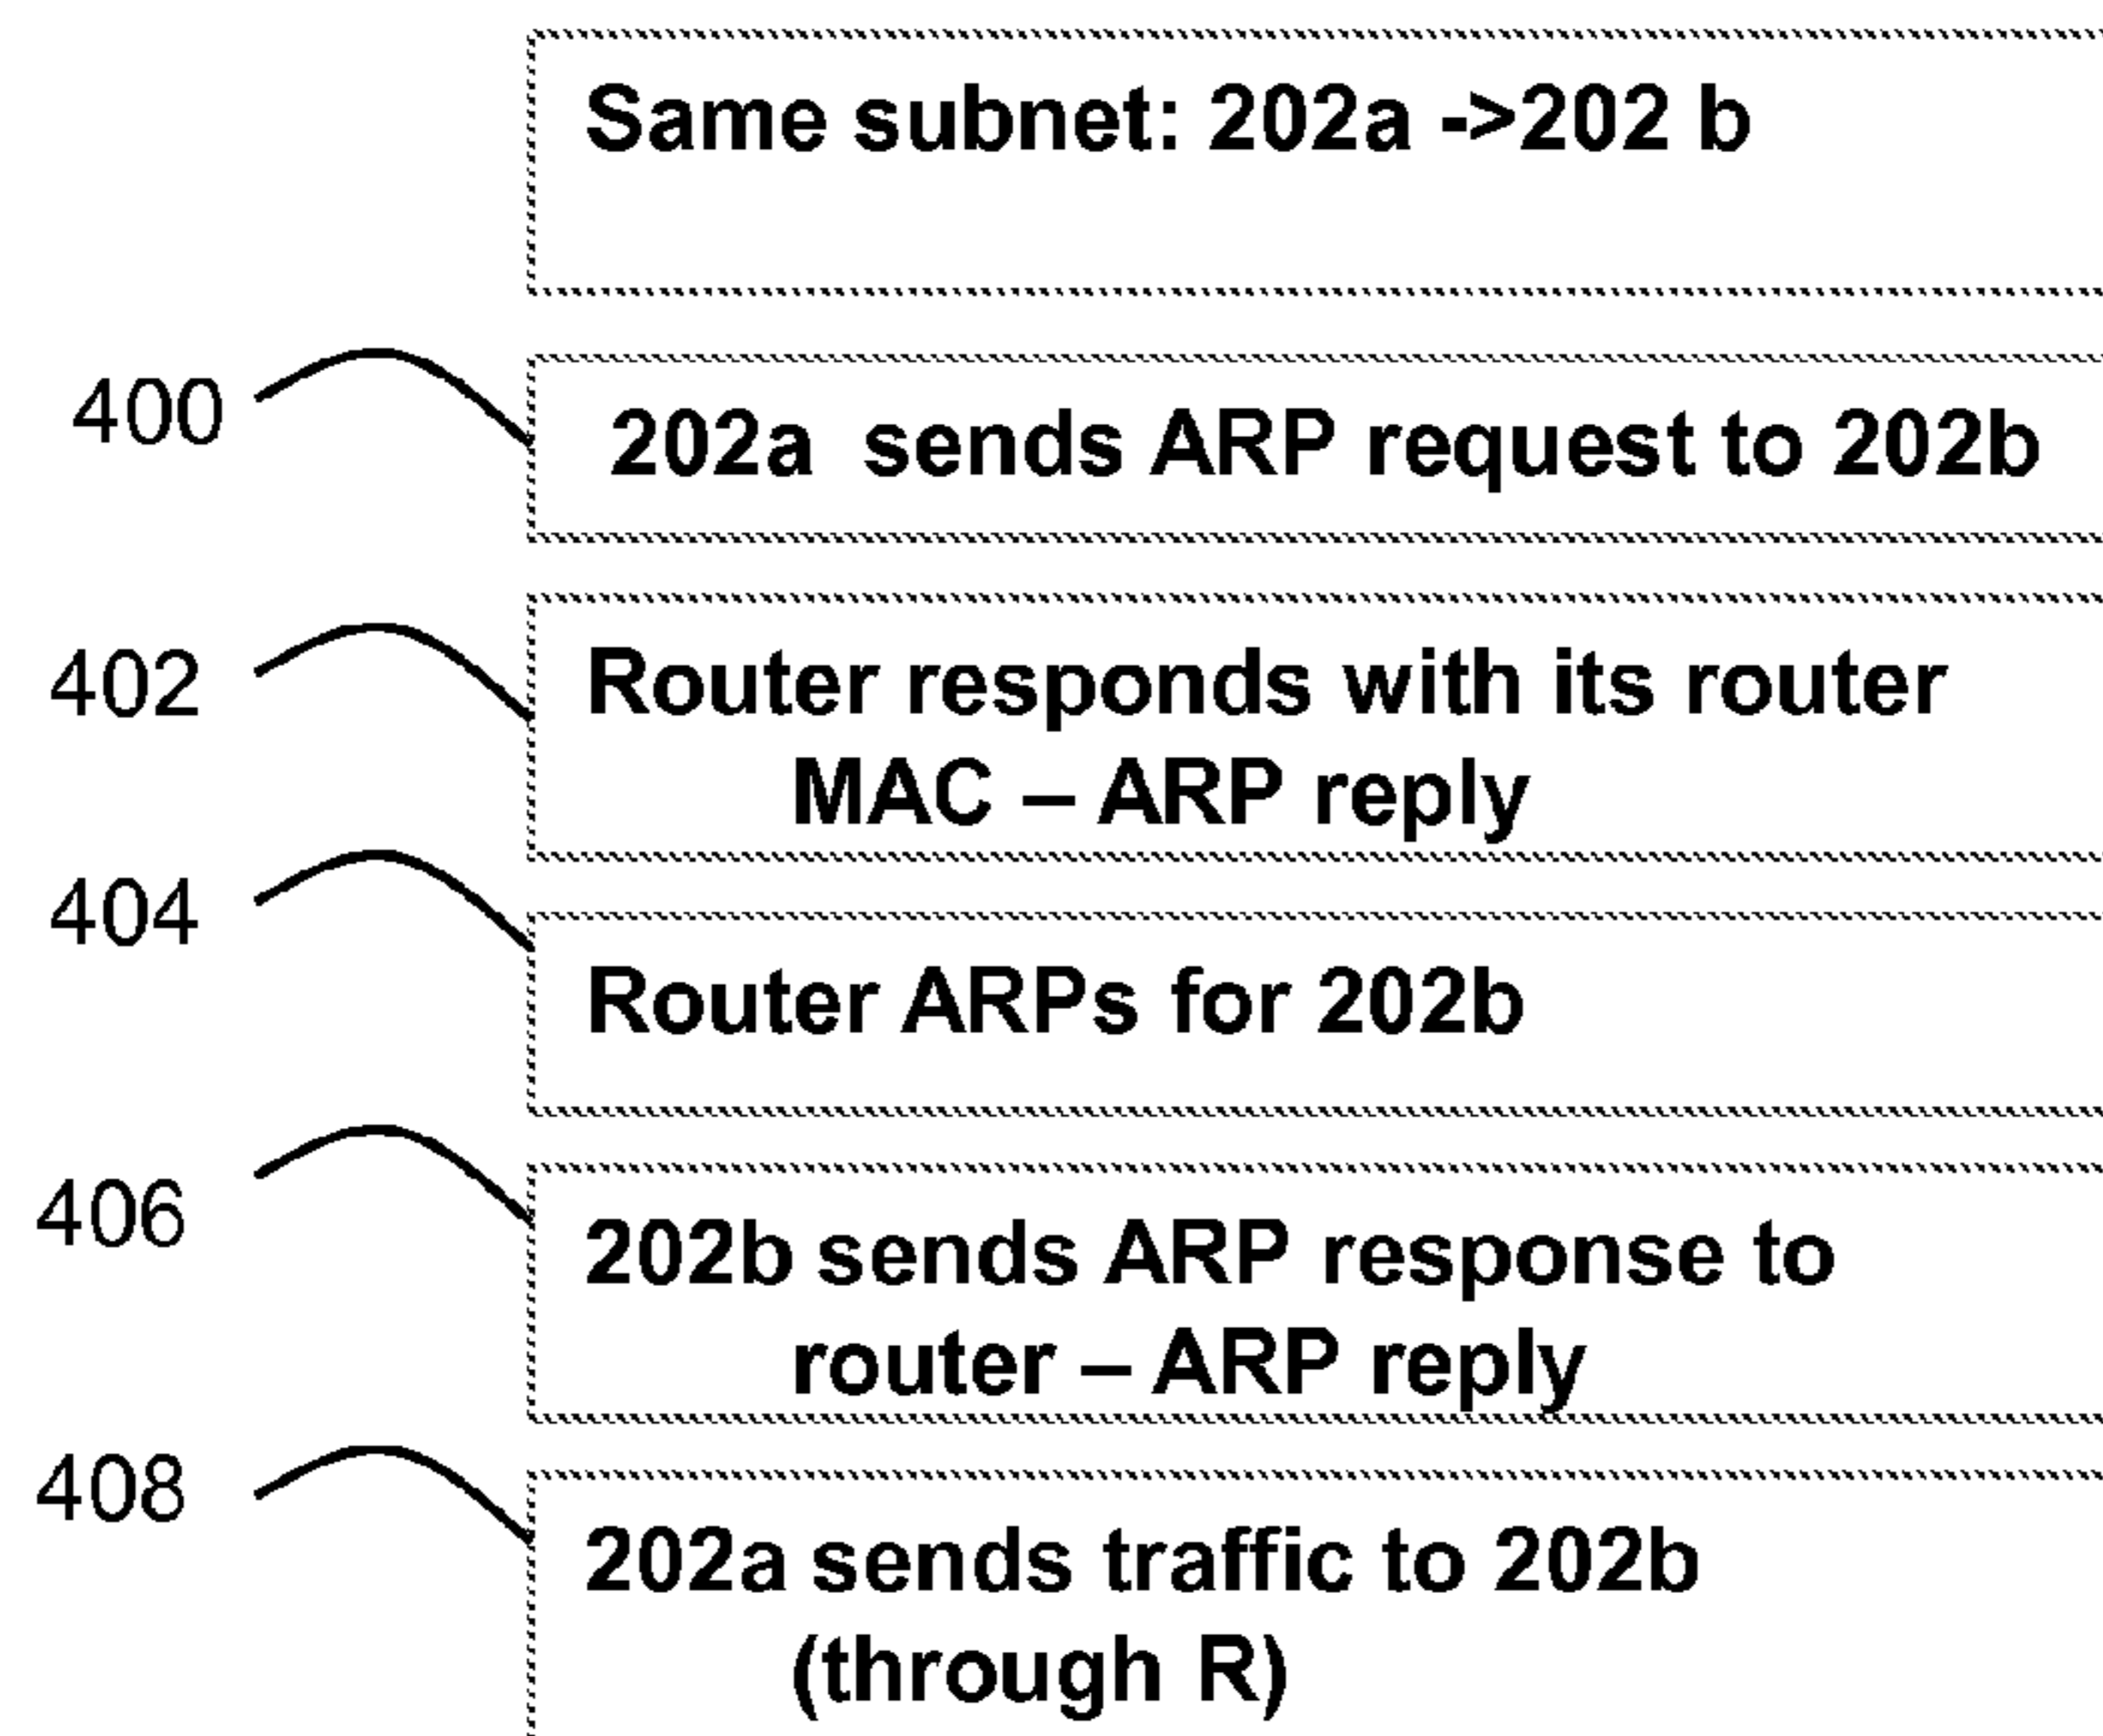 Same subnet: 202a ->202 b
400
202a sends ARP request to 202b
402
Router responds with its router
MAC – ARP reply
404
Router ARPs for 202b
406
202b sends ARP response to
router – ARP reply
408
202a sends traffic to 202b
(through R)